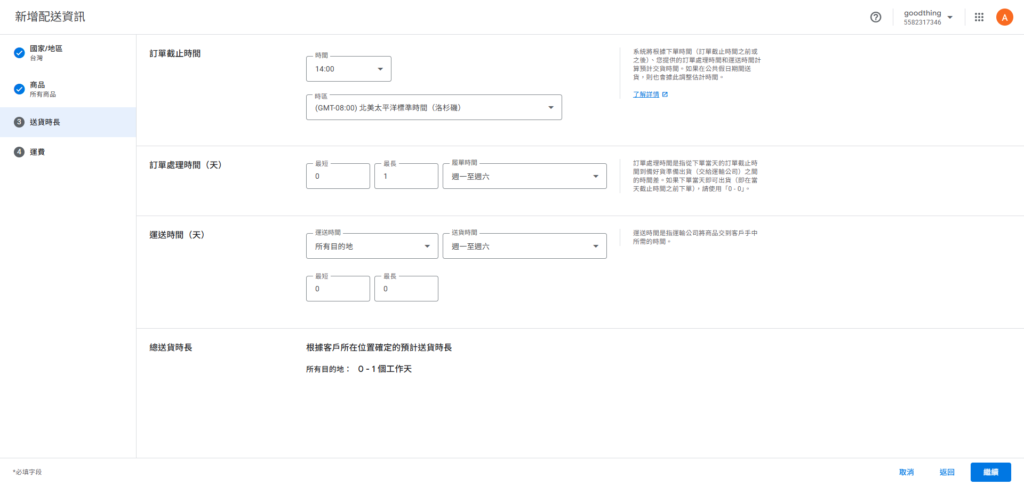 新增配送資訊
goodthing
5582317346
A
國家/地區
台灣
商品
所有商品
3 送貨時長
4 運費
訂單截止時間
時間
14:00
時區
(GMT-08:00) 北美太平洋標準時間（洛杉磯）
系統將根據下單時間（訂單截止時間之前或
之後)、您提供的訂單處理時間和運送時間計
算預計交貨時間。如果在公共假日期間送
貨，則也會據此調整估計時間。
了解詳情
訂單處理時間（天）
最短
0
最長
1
履單時間
週一至週六
訂單處理時間是指從下單當天的訂單截止時
間到備好貨準備出貨（交給運輸公司）之間
的時間差。如果下單當天即可出貨（即在當
天截止時間之前下單)，請使用「0 - 0」。
運送時間（天）
運送時間
所有目的地
送貨時間
週一至週六
最短
0
最長
0
運送時間是指運輸公司將商品交到客戶手中
所需的時間。
總送貨時長
根據客戶所在位置確定的預計送貨時長
所有目的地： 0 - 1 個工作天
*必填字段
取消
返回
繼續